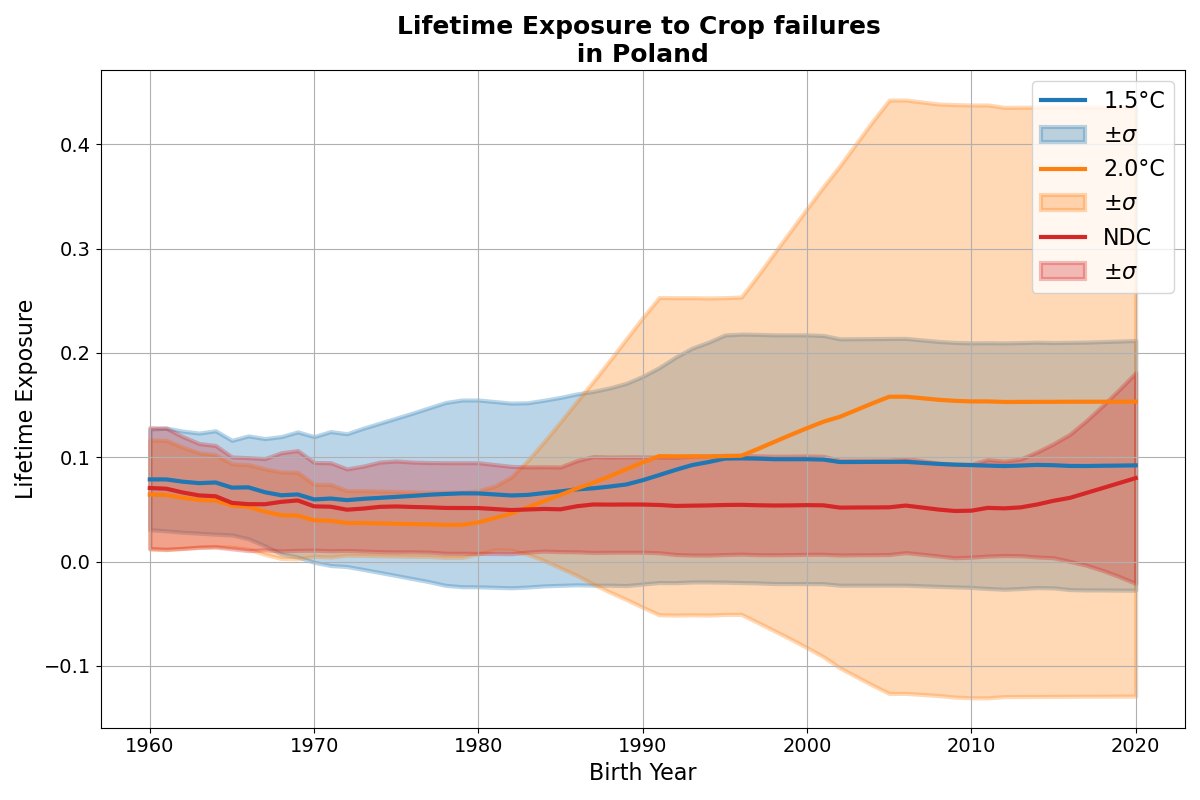 Lifetime Exposure to Crop failures
in Poland
Lifetime Exposure
0.4
0.3
0.2
0.1
0.0
−0.1
1.5°C
±σ
2.0°C
±σ
NDC
±σ
1960
1970
1980
1990
2000
2010
2020
Birth Year